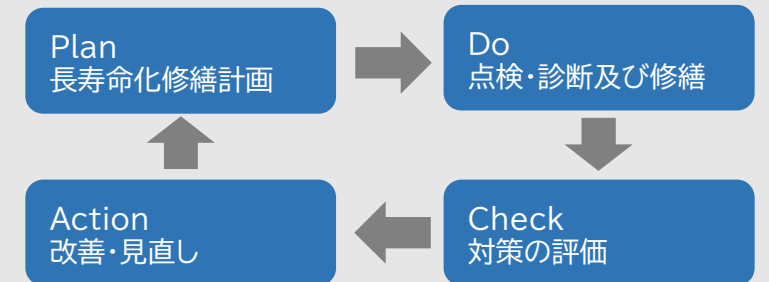 Plan
長寿命化修繕計画
Do
点検・診断及び修繕
Action
改善・見直し
Check
対策の評価